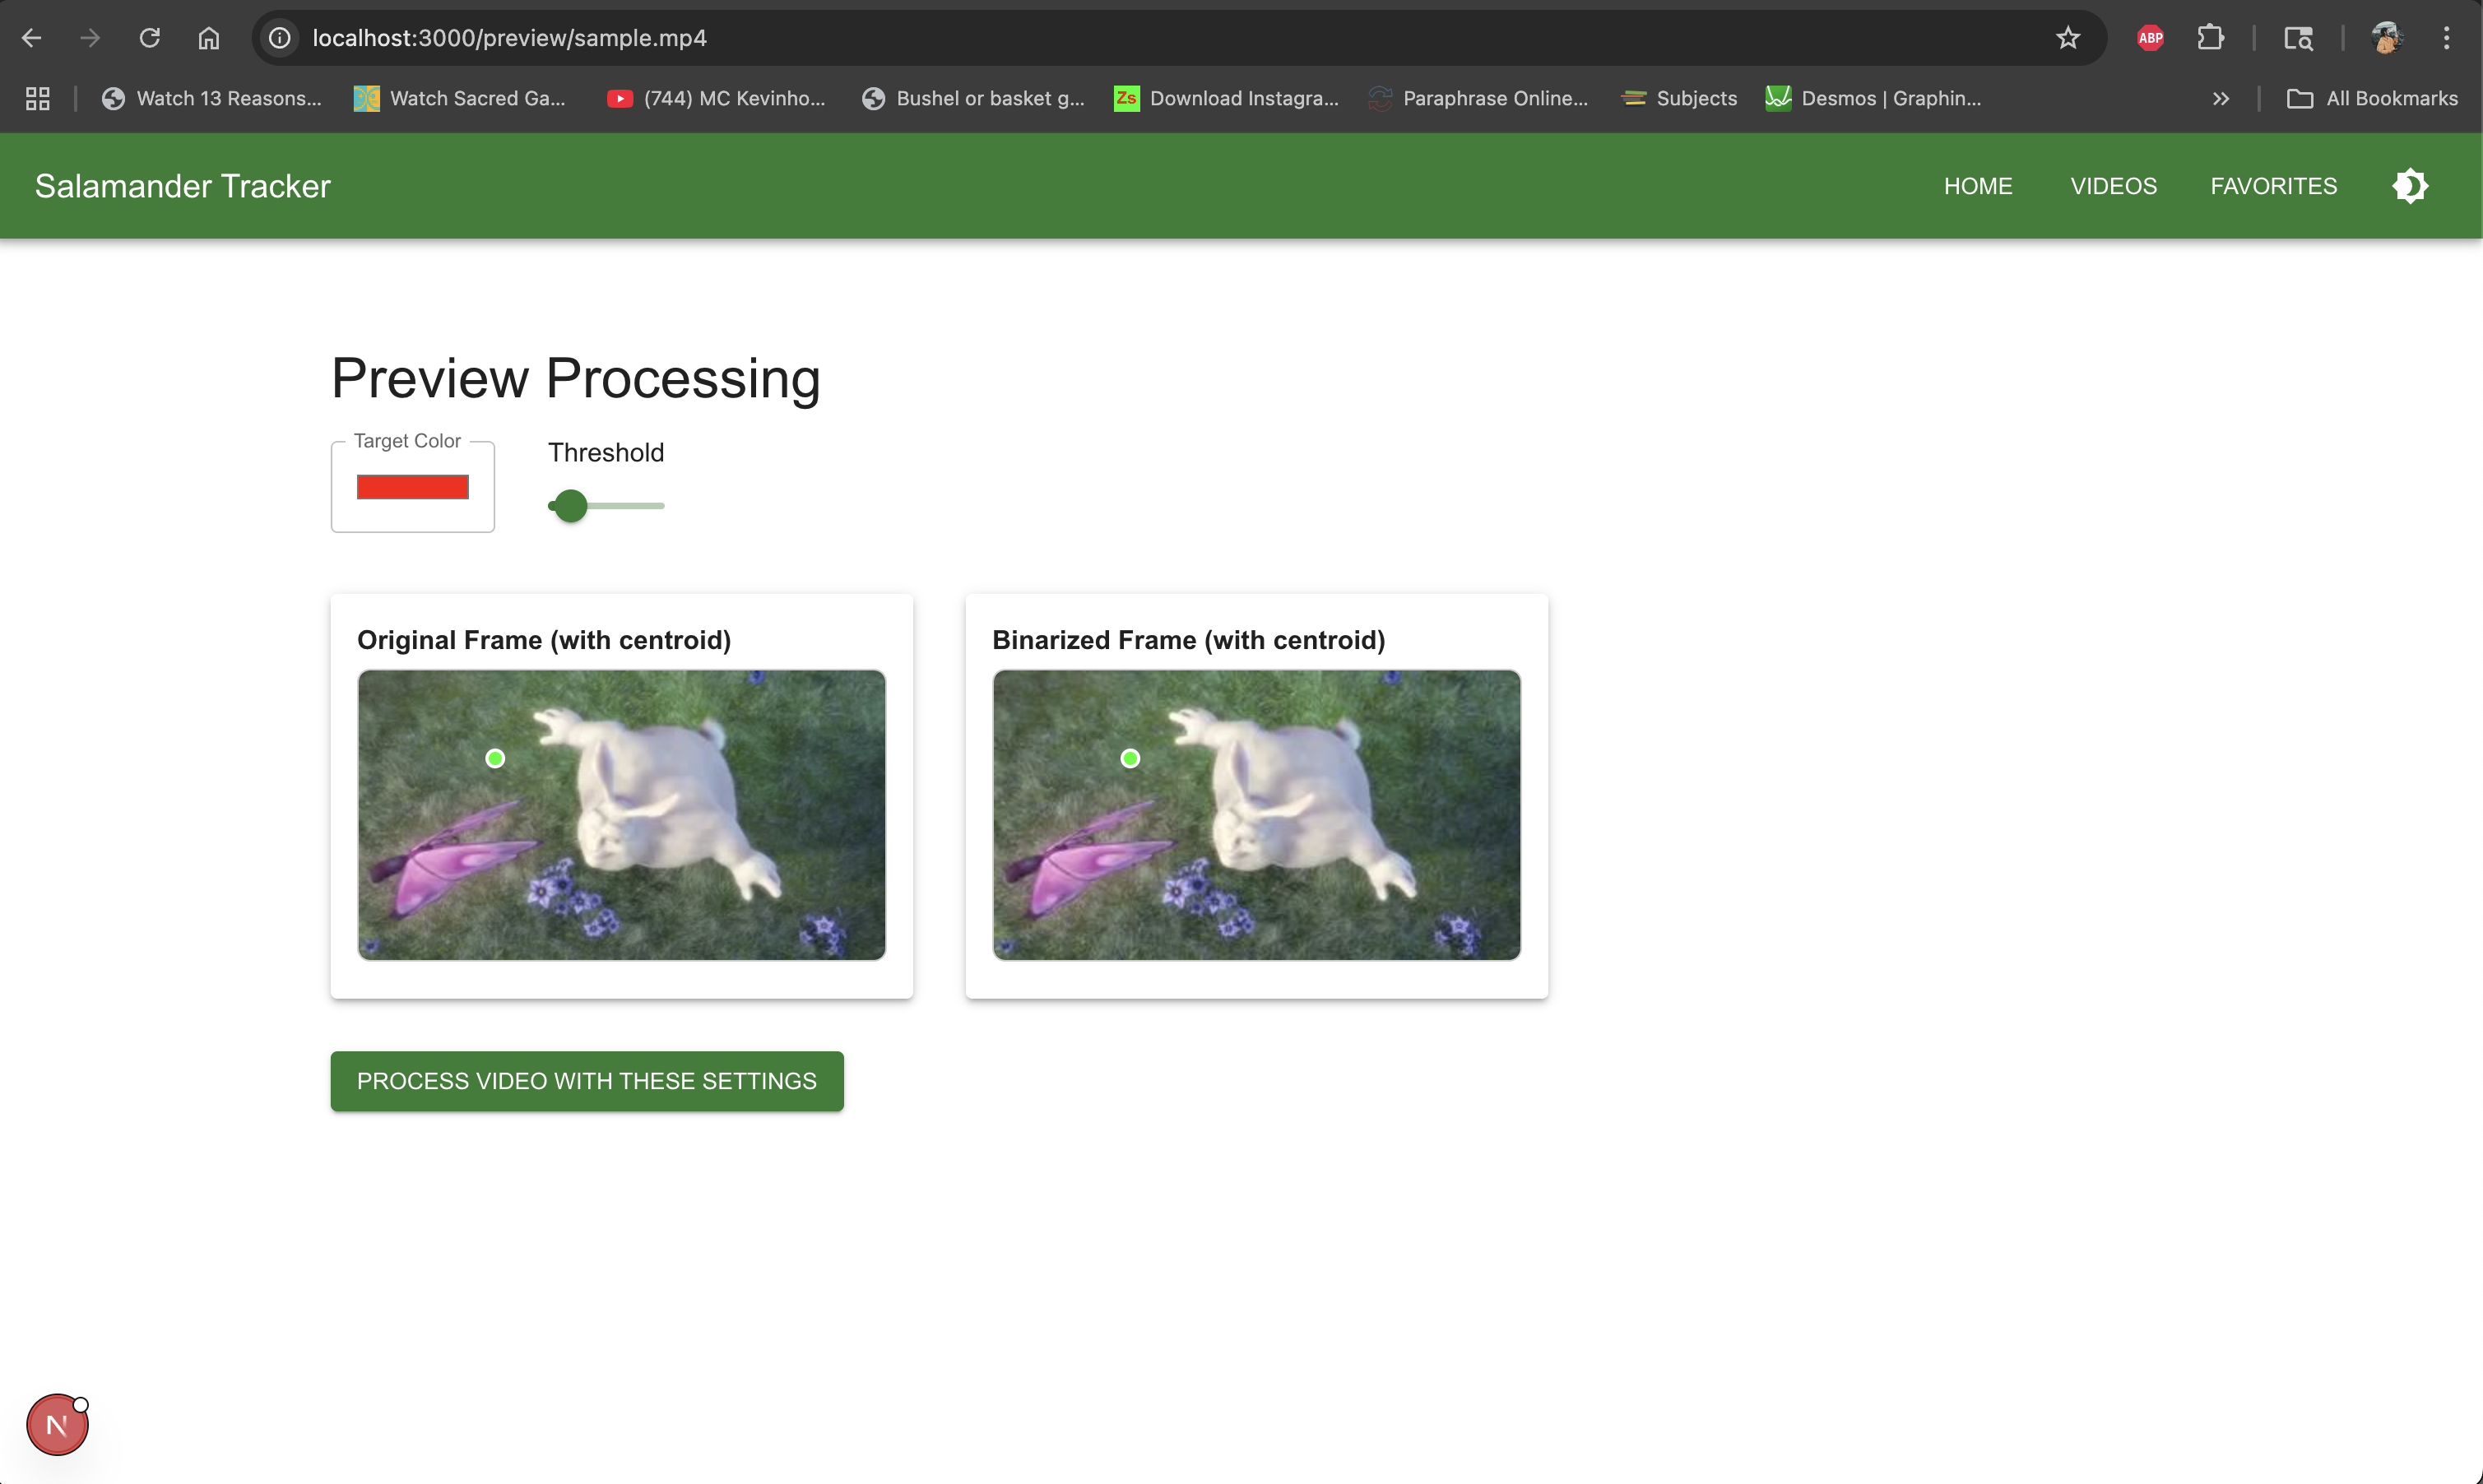 localhost:3000/preview/sample.mp4
ABP
Watch 13 Reasons...
Watch Sacred Ga...
(744) MC Kevinho...
Bushel or basket g...
Zs
Download Instagra...
Paraphrase Online...
Subjects
Desmos | Graphin...
All Bookmarks
Salamander Tracker
HOME
VIDEOS
FAVORITES
Preview Processing
Target Color
Threshold
Original Frame (with centroid)
Binarized Frame (with centroid)
PROCESS VIDEO WITH THESE SETTINGS
N